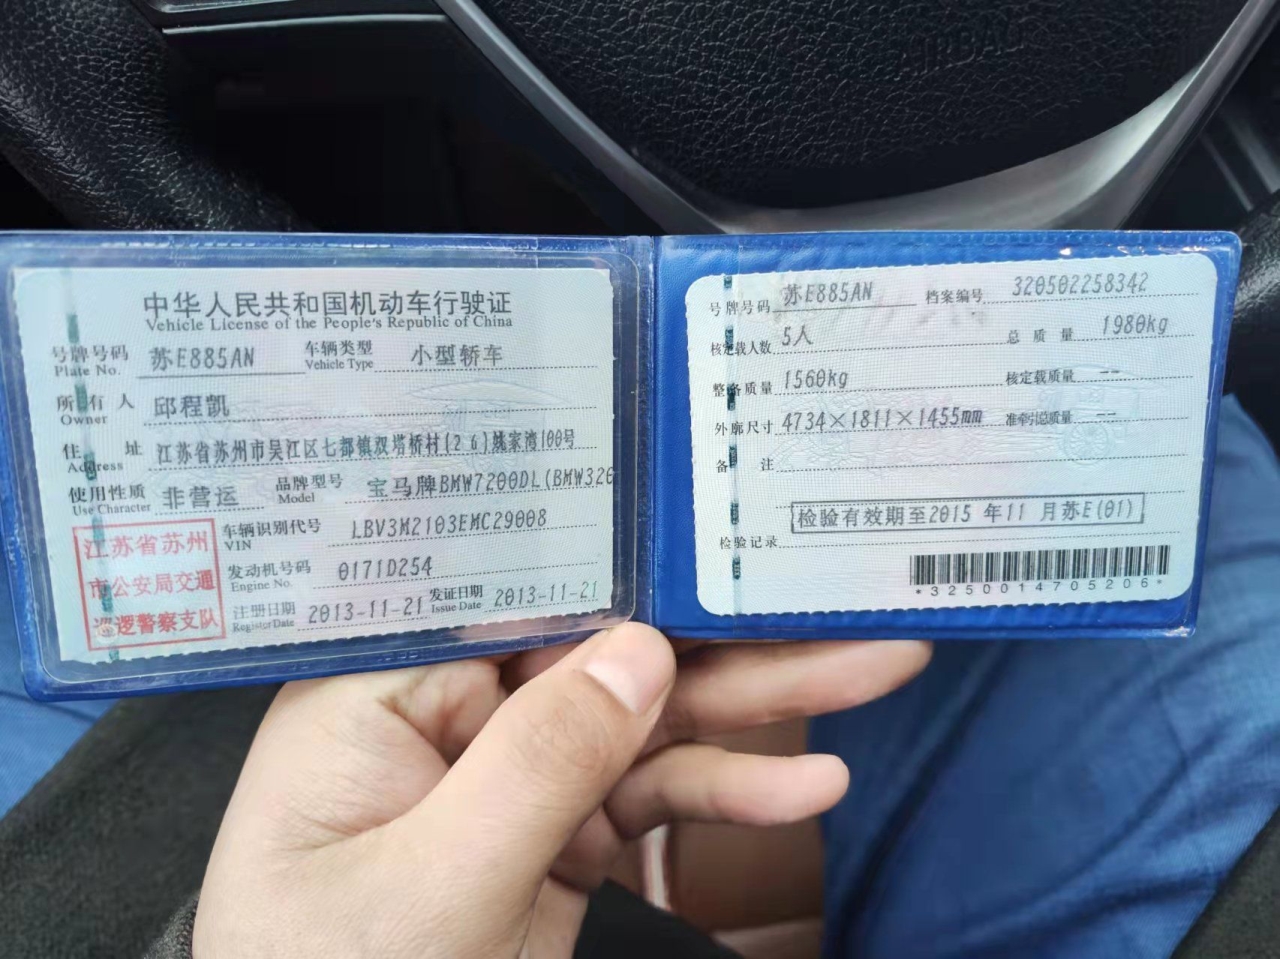 中华人民共和国机动车行驶证
Vehicle License of the People's Republic of China
号牌号码 苏E885AN 车辆类型 小型轿车
Plate No. Vehicle Type
所有人 邱程凯
Owner
住址 江苏省苏州市吴江区七都镇双塔桥村(26)姚家湾100号
Address
使用性质 非营运 品牌型号 宝马牌BMW7200DL(BMW320
Use Character Model
江苏省苏州
市公安局交通
巡逻警察支队
车辆识别代号 LBV3M2103EMC29008
VIN
发动机号码 0171D254
Engine No.
注册日期 2013-11-21 发证日期 2013-11-21
Register Date Issue Date
号牌号码 苏E885AN 档案编号 320502258342
核定载人数 5人 总质量 1980kg
整备质量 1560kg 核定载质量 --
外廓尺寸 4734×1811×1455mm 准牵引总质量 --
备注
检验有效期至2015 年11 月苏E(01)
检验记录
*3250014705206*